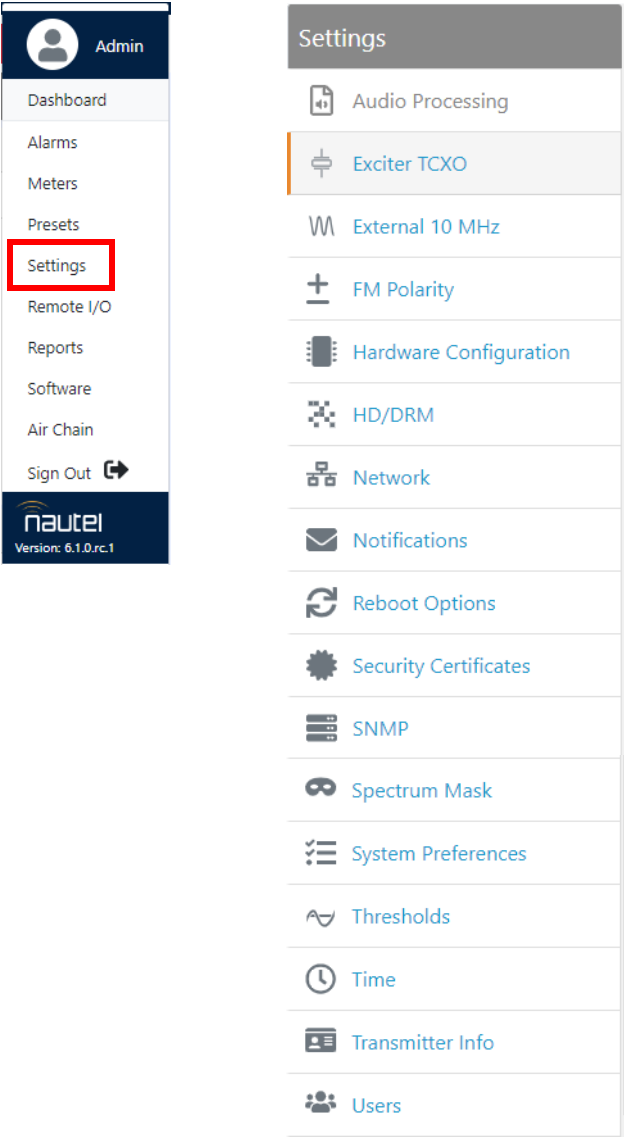 Admin
Dashboard
Alarms
Meters
Presets
Settings
Remote I/O
Reports
Software
Air Chain
Sign Out
nautel
Version: 6.1.0.rc.1
Settings
Audio Processing
Exciter TCXO
External 10 MHz
FM Polarity
Hardware Configuration
HD/DRM
Network
Notifications
Reboot Options
Security Certificates
SNMP
Spectrum Mask
System Preferences
Thresholds
Time
Transmitter Info
Users